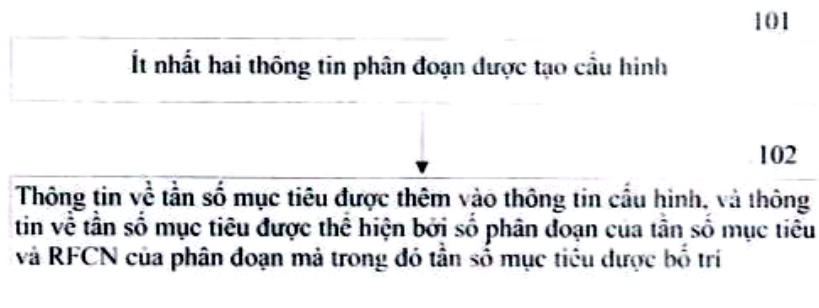 101
Ít nhất hai thông tin phân đoạn được tạo cấu hình
102
Thông tin về tần số mục tiêu được thêm vào thông tin cấu hình, và thông
tin về tần số mục tiêu được thể hiện bởi số phân đoạn của tần số mục tiêu
và RFCN của phân đoạn mà trong đó tần số mục tiêu được bố trí